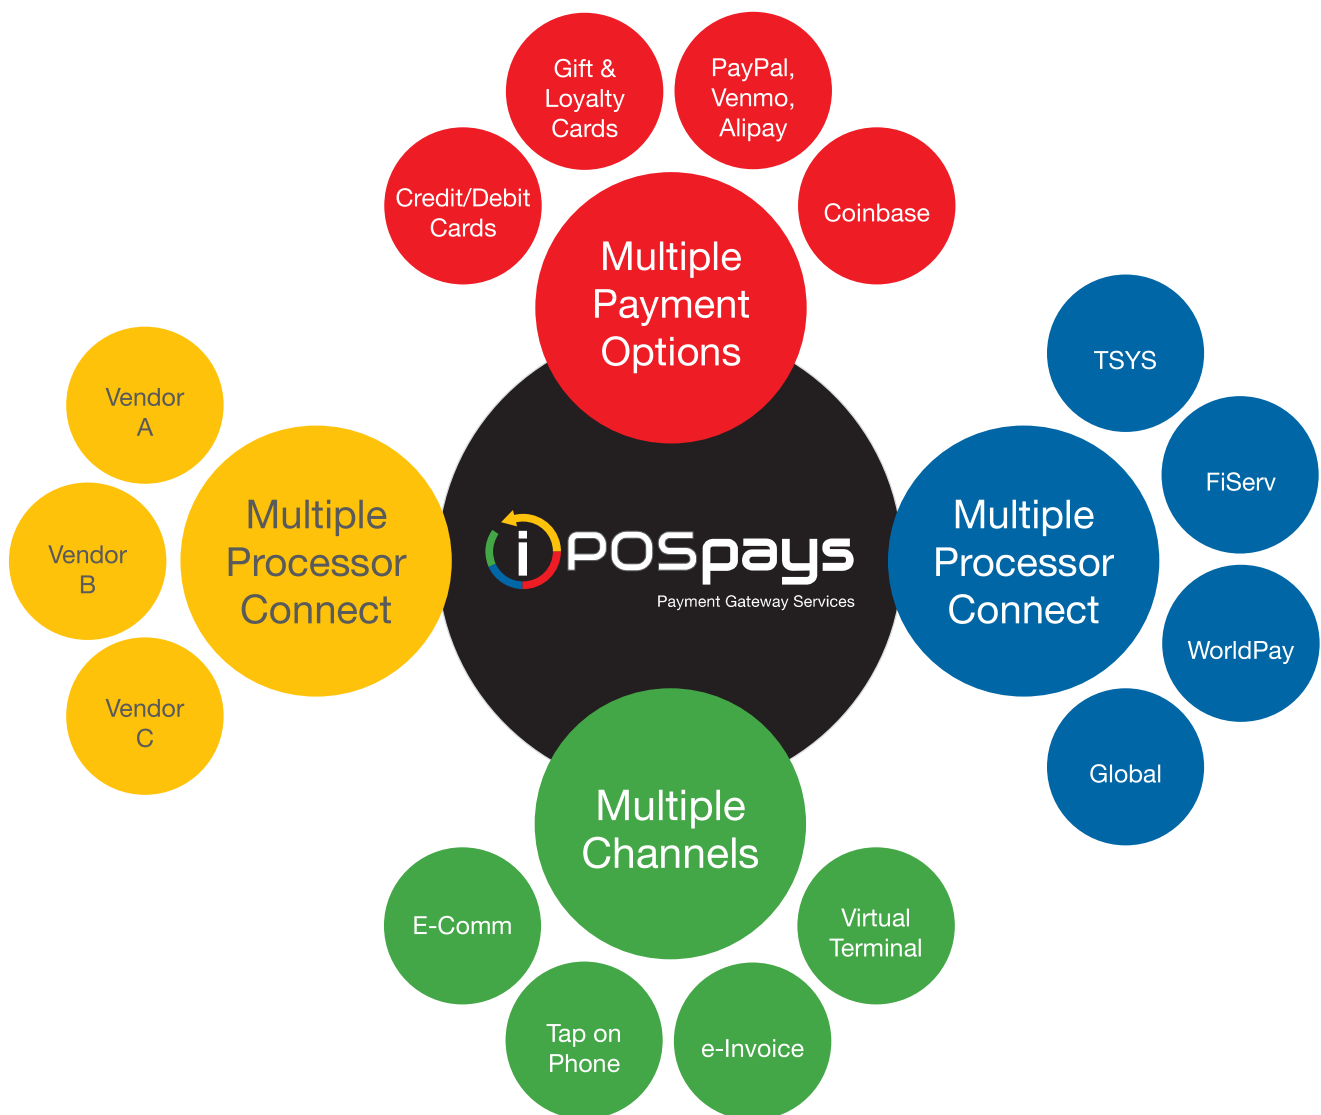 Gift &
Loyalty
Cards
PayPal,
Venmo,
Alipay
Credit/Debit
Cards
Coinbase
Multiple
Payment
Options
TSYS
FiServ
WorldPay
Global
Multiple
Processor
Connect
Vendor
A
Vendor
B
Vendor
C
Multiple
Processor
Connect
iPOSpays
Payment Gateway Services
Multiple
Channels
E-Comm
Tap on
Phone
e-Invoice
Virtual
Terminal